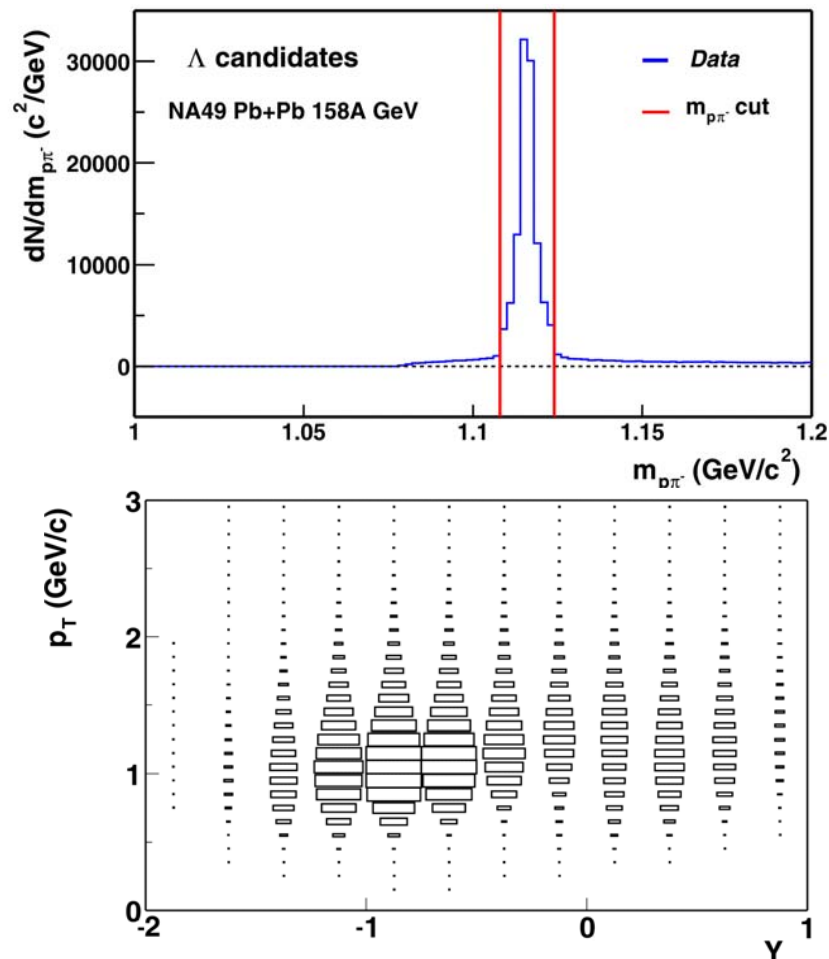 Λ candidates
NA49 Pb+Pb 158A GeV
Data
m_pπ⁻ cut
dN/dm_pπ⁻ (c²/GeV)
30000
20000
10000
0
1
1.05
1.1
1.15
1.2
m_pπ⁻ (GeV/c²)
p_T (GeV/c)
3
2
1
0
-2
-1
0
1
Y